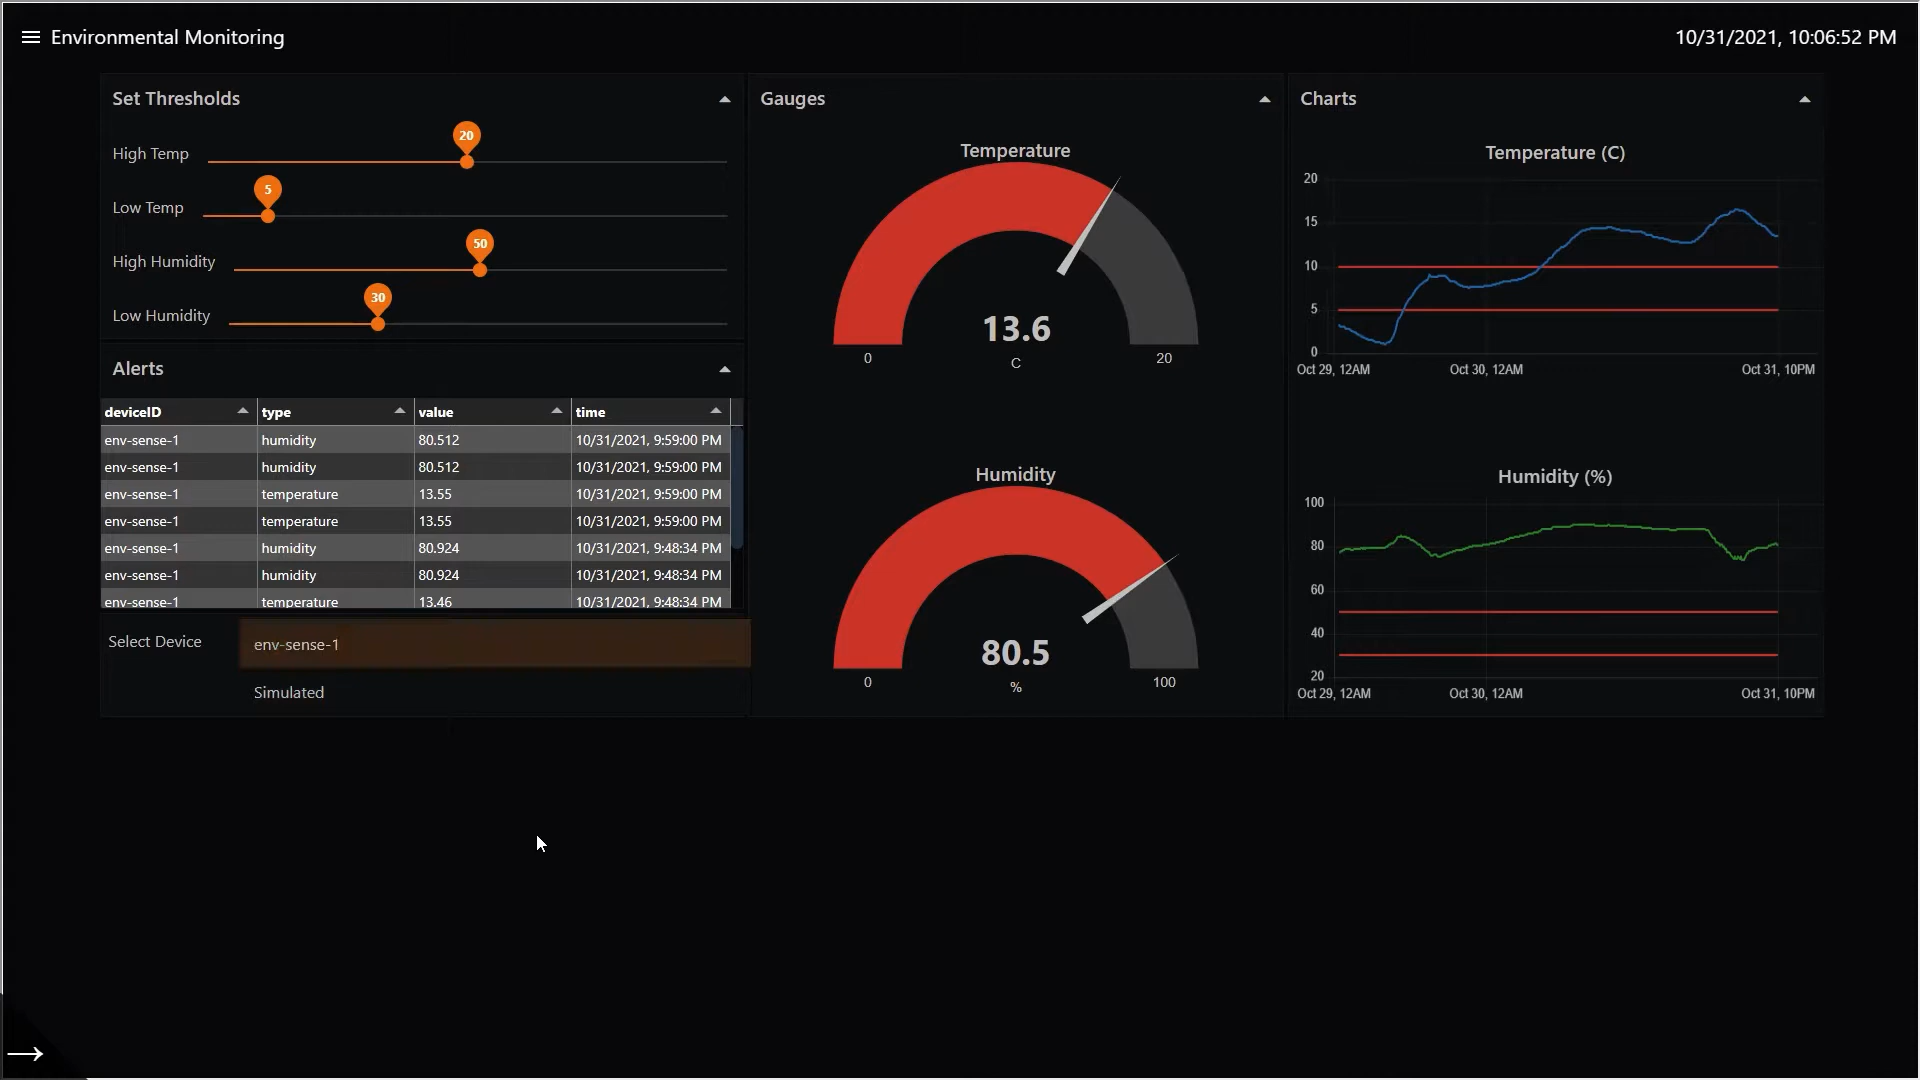 Environmental Monitoring
10/31/2021, 10:06:52 PM
Set Thresholds
High Temp
20
Low Temp
5
High Humidity
50
Low Humidity
30
Alerts
deviceID type value time
env-sense-1 humidity 80.512 10/31/2021, 9:59:00 PM
env-sense-1 humidity 80.512 10/31/2021, 9:59:00 PM
env-sense-1 temperature 13.55 10/31/2021, 9:59:00 PM
env-sense-1 temperature 13.55 10/31/2021, 9:59:00 PM
env-sense-1 humidity 80.924 10/31/2021, 9:48:34 PM
env-sense-1 humidity 80.924 10/31/2021, 9:48:34 PM
env-sense-1 temperature 13.46 10/31/2021, 9:48:34 PM
Select Device
env-sense-1
Simulated
Gauges
Temperature
13.6
C
0
20
Humidity
80.5
%
0
100
Charts
Temperature (C)
20
15
10
5
0
Oct 29, 12AM
Oct 30, 12AM
Oct 31, 10PM
Humidity (%)
100
80
60
40
20
Oct 29, 12AM
Oct 30, 12AM
Oct 31, 10PM